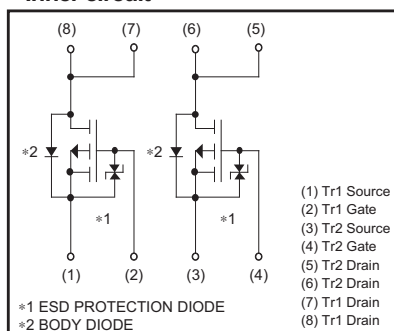 Inner circuit
(8) (7) (6) (5)
∗2 ∗2
∗1 ∗1
(1) (2) (3) (4)
∗1 ESD PROTECTION DIODE
∗2 BODY DIODE
(1) Tr1 Source
(2) Tr1 Gate
(3) Tr2 Source
(4) Tr2 Gate
(5) Tr2 Drain
(6) Tr2 Drain
(7) Tr1 Drain
(8) Tr1 Drain